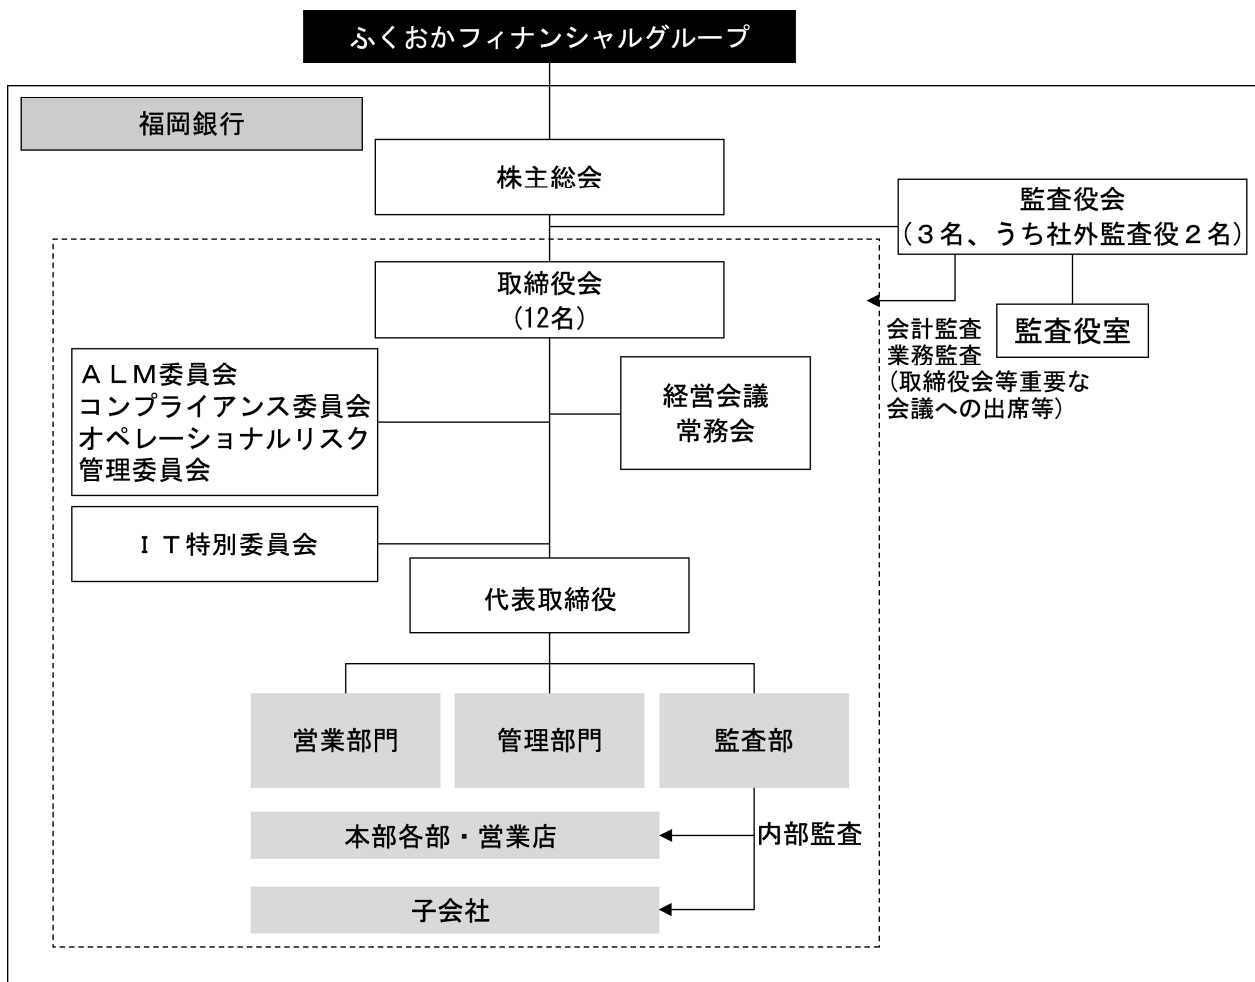 ふくおかフィナンシャルグループ
福岡銀行
株主総会
監査役会
(３名、うち社外監査役２名)
取締役会
(12名)
会計監査
業務監査
(取締役会等重要な
会議への出席等)
監査役室
ＡＬＭ委員会
コンプライアンス委員会
オペレーショナルリスク
管理委員会
経営会議
常務会
ＩＴ特別委員会
代表取締役
営業部門
管理部門
監査部
本部各部・営業店
内部監査
子会社